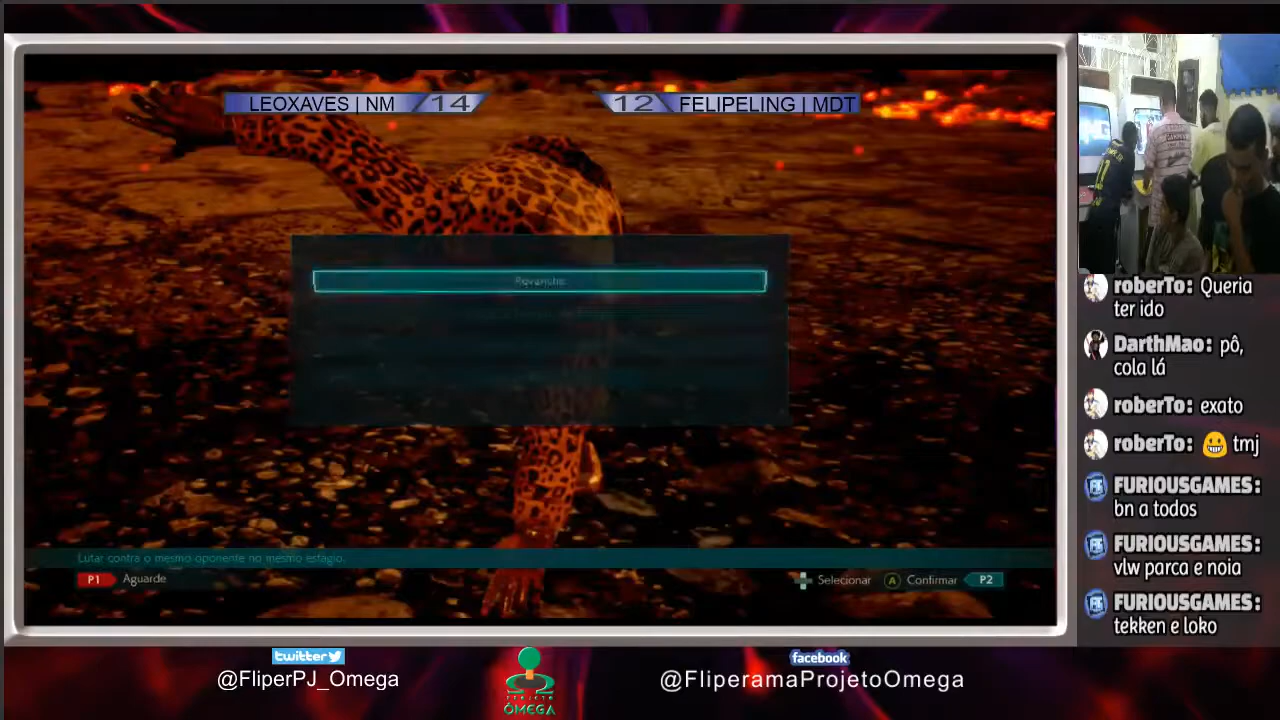 LEOXAVES | NM 14
12 FELIPELING | MDT
Revanche
Lutar contra o mesmo oponente no mesmo estágio.
P1 Aguarde
Selecionar A Confirmar P2
roberTo: Queria
ter ido
DarthMao: pô,
cola lá
roberTo: exato
roberTo: 😀 tmj
FURIOUSGAMES:
bn a todos
FURIOUSGAMES:
vlw parca e noia
FURIOUSGAMES:
tekken e loko
twitter
@FliperPJ_Omega
PROJETO
ÔMEGA
facebook
@FliperamaProjetoOmega